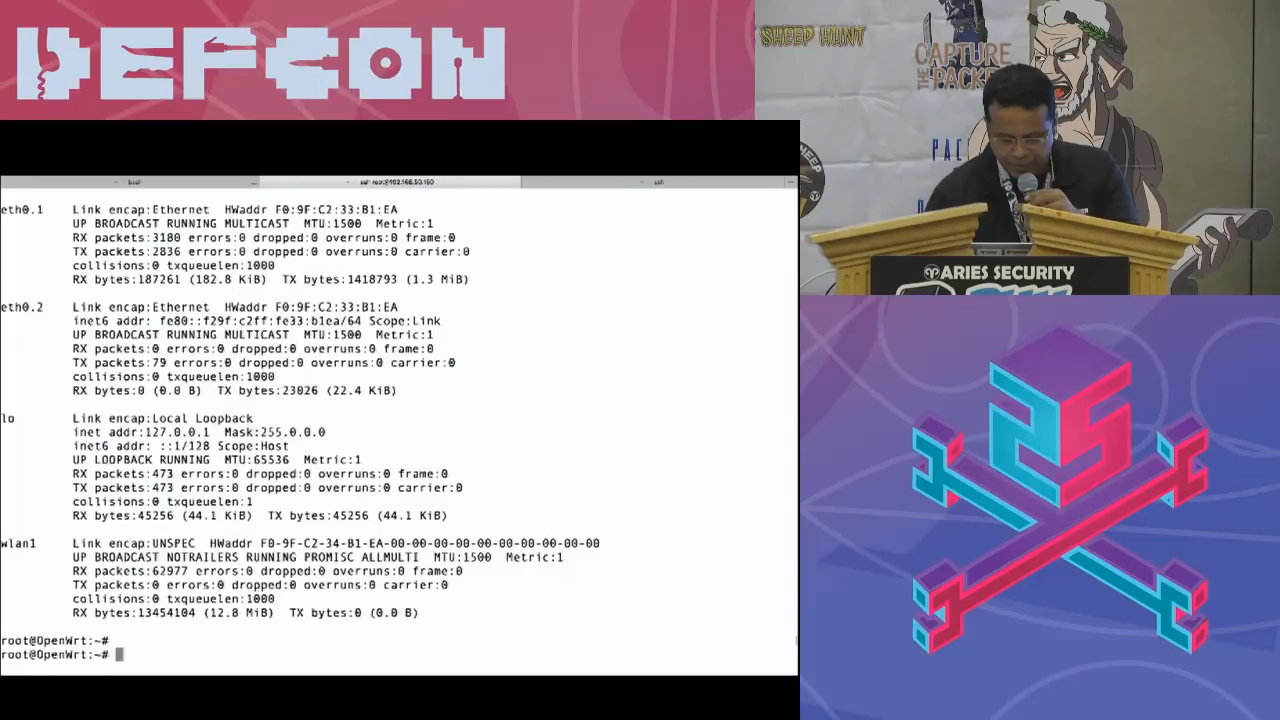 DEFCON
SHEEP HUNT
CAPTURE
THE PACKE
PAC
SHEEP
ARIES SECURITY
25
bash
ssh root@192.168.50.150
ssh
eth0.1 Link encap:Ethernet HWaddr F0:9F:C2:33:B1:EA
UP BROADCAST RUNNING MULTICAST MTU:1500 Metric:1
RX packets:3180 errors:0 dropped:0 overruns:0 frame:0
TX packets:2836 errors:0 dropped:0 overruns:0 carrier:0
collisions:0 txqueuelen:1000
RX bytes:187261 (182.8 KiB) TX bytes:1418793 (1.3 MiB)
eth0.2 Link encap:Ethernet HWaddr F0:9F:C2:33:B1:EA
inet6 addr: fe80::f29f:c2ff:fe33:b1ea/64 Scope:Link
UP BROADCAST RUNNING MULTICAST MTU:1500 Metric:1
RX packets:0 errors:0 dropped:0 overruns:0 frame:0
TX packets:79 errors:0 dropped:0 overruns:0 carrier:0
collisions:0 txqueuelen:1000
RX bytes:0 (0.0 B) TX bytes:23026 (22.4 KiB)
lo Link encap:Local Loopback
inet addr:127.0.0.1 Mask:255.0.0.0
inet6 addr: ::1/128 Scope:Host
UP LOOPBACK RUNNING MTU:65536 Metric:1
RX packets:473 errors:0 dropped:0 overruns:0 frame:0
TX packets:473 errors:0 dropped:0 overruns:0 carrier:0
collisions:0 txqueuelen:1
RX bytes:45256 (44.1 KiB) TX bytes:45256 (44.1 KiB)
wlan1 Link encap:UNSPEC HWaddr F0-9F-C2-34-B1-EA-00-00-00-00-00-00-00-00-00-00
UP BROADCAST NOTRAILERS RUNNING PROMISC ALLMULTI MTU:1500 Metric:1
RX packets:62977 errors:0 dropped:0 overruns:0 frame:0
TX packets:0 errors:0 dropped:0 overruns:0 carrier:0
collisions:0 txqueuelen:1000
RX bytes:13454104 (12.8 MiB) TX bytes:0 (0.0 B)
root@OpenWrt:~#
root@OpenWrt:~#